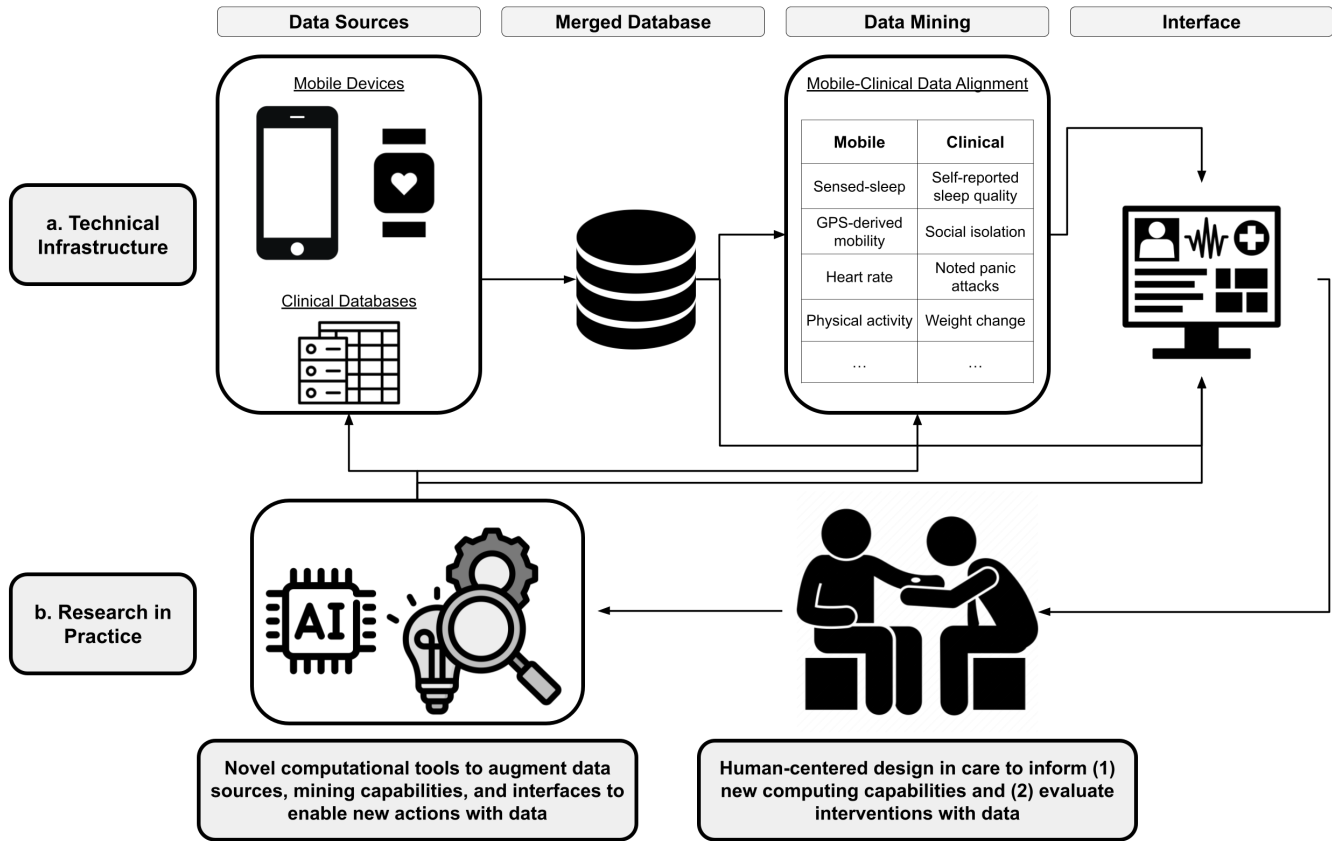 Data Sources
Merged Database
Data Mining
Interface
a. Technical
Infrastructure
Mobile Devices
Clinical Databases
Mobile-Clinical Data Alignment
Mobile
Clinical
Sensed-sleep
Self-reported
sleep quality
GPS-derived
mobility
Social isolation
Heart rate
Noted panic
attacks
Physical activity
Weight change
...
...
b. Research in
Practice
AI
Novel computational tools to augment data
sources, mining capabilities, and interfaces to
enable new actions with data
Human-centered design in care to inform (1)
new computing capabilities and (2) evaluate
interventions with data